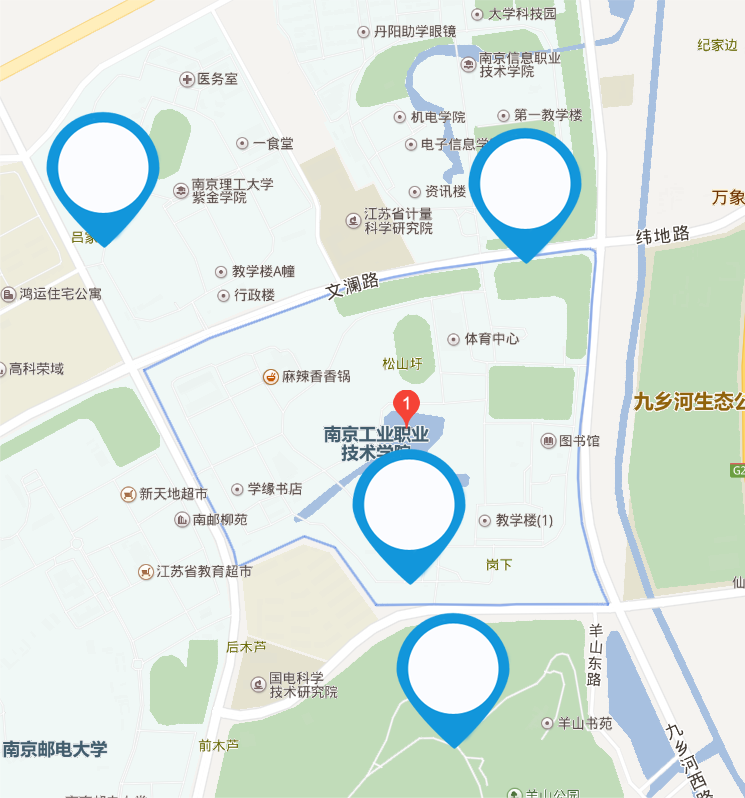 大学科技园
丹阳助学眼镜
纪家边
南京信息职业
技术学院
医务室
机电学院
第一教学楼
一食堂
电子信息学
南京理工大学
紫金学院
资讯楼
万象
江苏省计量
科学研究院
吕家
纬地路
教学楼A幢
文澜路
鸿运住宅公寓
行政楼
体育中心
松山圩
高科荣域
麻辣香香锅
九乡河生态公
1
南京工业职业
技术学院
图书馆
G2
学缘书店
新天地超市
南邮柳苑
教学楼(1)
岗下
江苏省教育超市
仙
羊山东路
后木芦
国电科学
技术研究院
羊山书苑
前木芦
南京邮电大学
九乡河西路
羊山公园